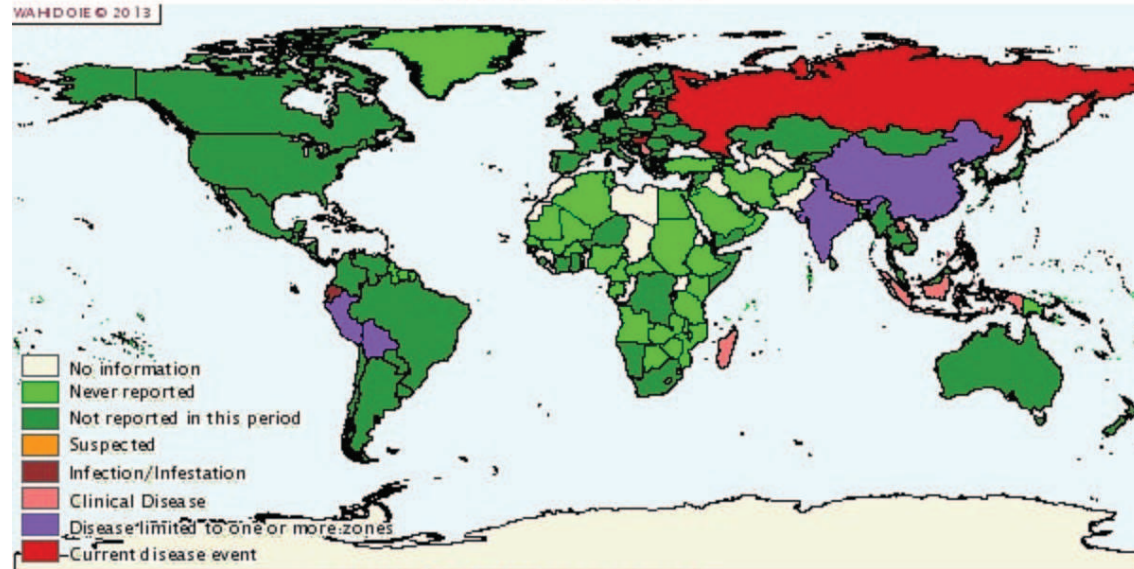 WAHIDOIE © 2013
No information
Never reported
Not reported in this period
Suspected
Infection/Infestation
Clinical Disease
Disease limited to one or more zones
Current disease event